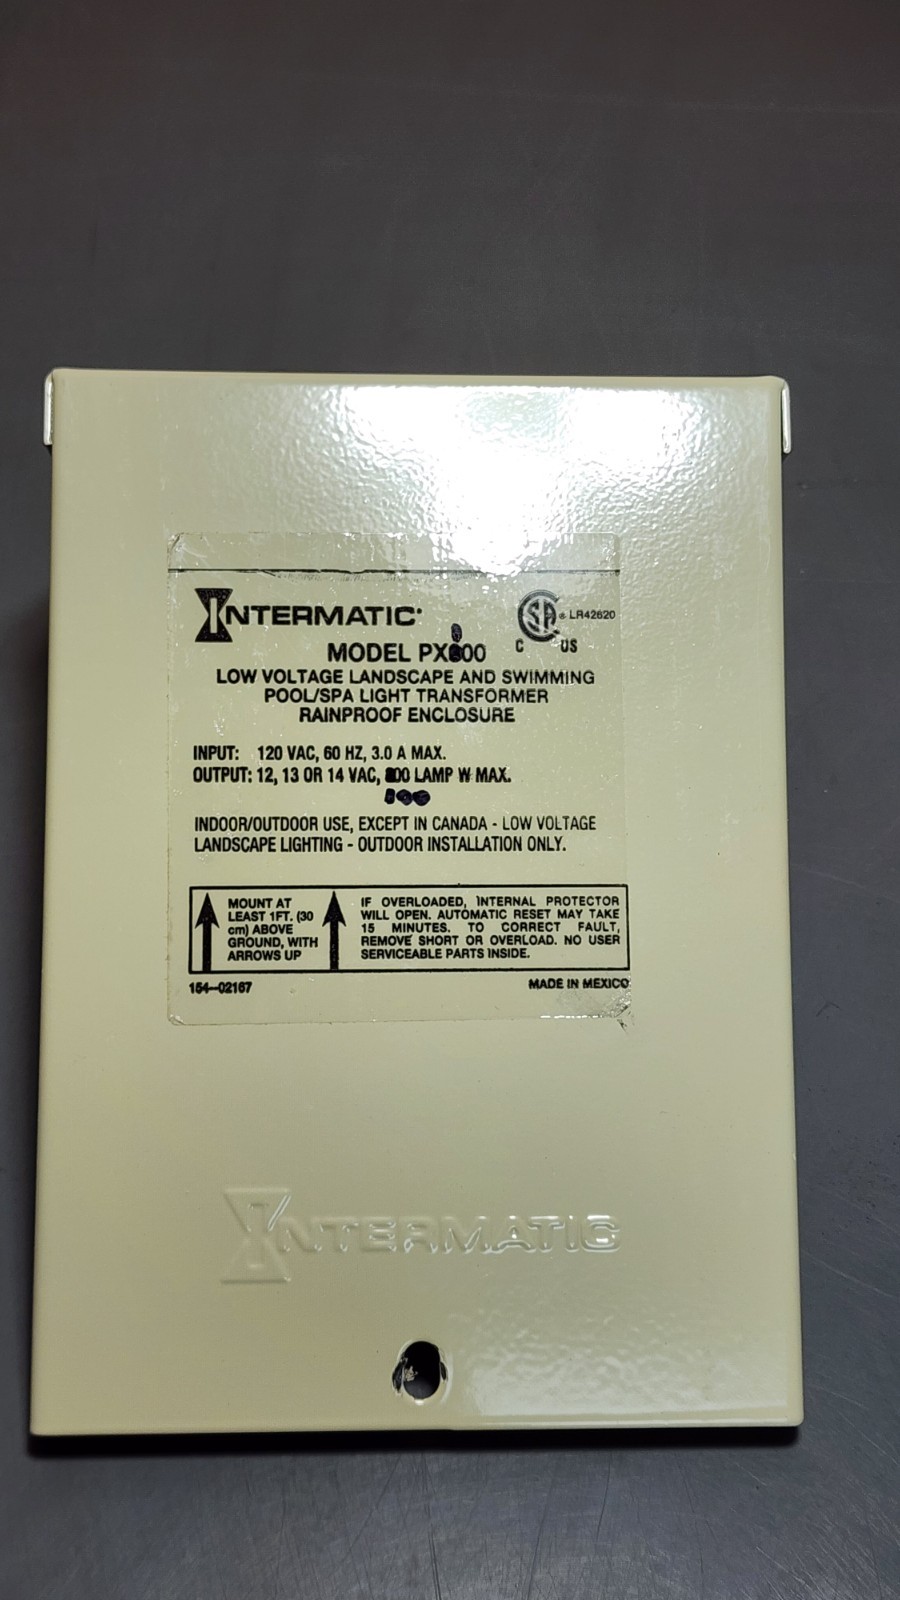 INTERMATIC
® LR42620
C US
MODEL PX00
LOW VOLTAGE LANDSCAPE AND SWIMMING
POOL/SPA LIGHT TRANSFORMER
RAINPROOF ENCLOSURE
INPUT: 120 VAC, 60 HZ, 3.0 A MAX.
OUTPUT: 12, 13 OR 14 VAC, LAMP W MAX.
100
INDOOR/OUTDOOR USE, EXCEPT IN CANADA - LOW VOLTAGE
LANDSCAPE LIGHTING - OUTDOOR INSTALLATION ONLY.
MOUNT AT
LEAST 1FT. (30
cm) ABOVE
GROUND, WITH
ARROWS UP
IF OVERLOADED, INTERNAL PROTECTOR
WILL OPEN. AUTOMATIC RESET MAY TAKE
15 MINUTES. TO CORRECT FAULT,
REMOVE SHORT OR OVERLOAD. NO USER
SERVICEABLE PARTS INSIDE.
154--02167
MADE IN MEXICO
INTERMATIC